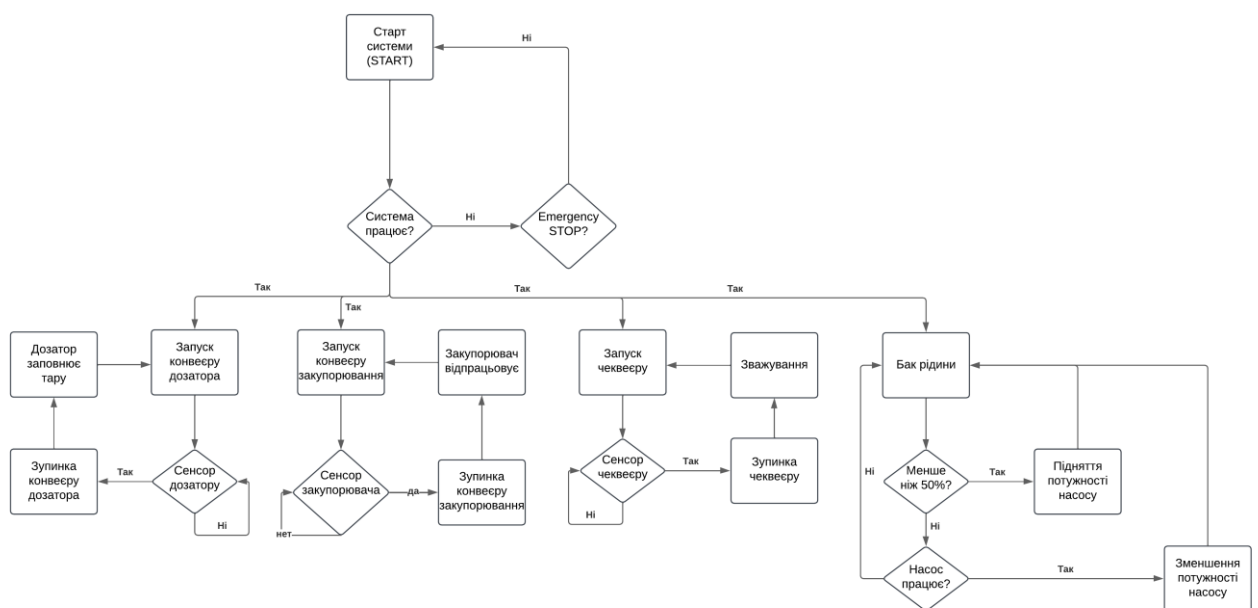 Старт
системи
(START)
Ні
Система
працює?
Ні
Emergency
STOP?
Так
Так
Так
Так
Дозатор
заповнює
тару
Запуск
конвеєру
дозатора
Запуск
конвеєру
закупорювання
Закупорювач
відпрацьовує
Запуск
чеквеєру
Зважування
Бак рідини
Зупинка
конвеєру
дозатора
Так
Сенсор
дозатору
Ні
Сенсор
закупорювача
да
нет
Зупинка
конвеєру
закупорювання
Сенсор
чеквеєру
Так
Ні
Зупинка
чеквеєру
Ні
Менше
ніж 50%?
Так
Підняття
потужності
насосу
Ні
Насос
працює?
Так
Зменшення
потужності
насосу